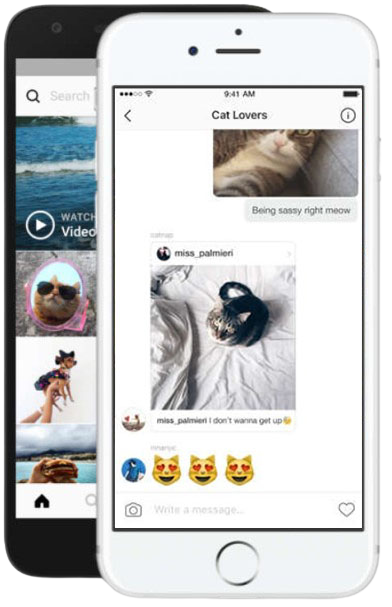 Search
WATCH
Video
9:41 AM
Cat Lovers
Being sassy right meow
catnap
miss_palmieri
miss_palmieri I don't wanna get up
ninanyc
Write a message...